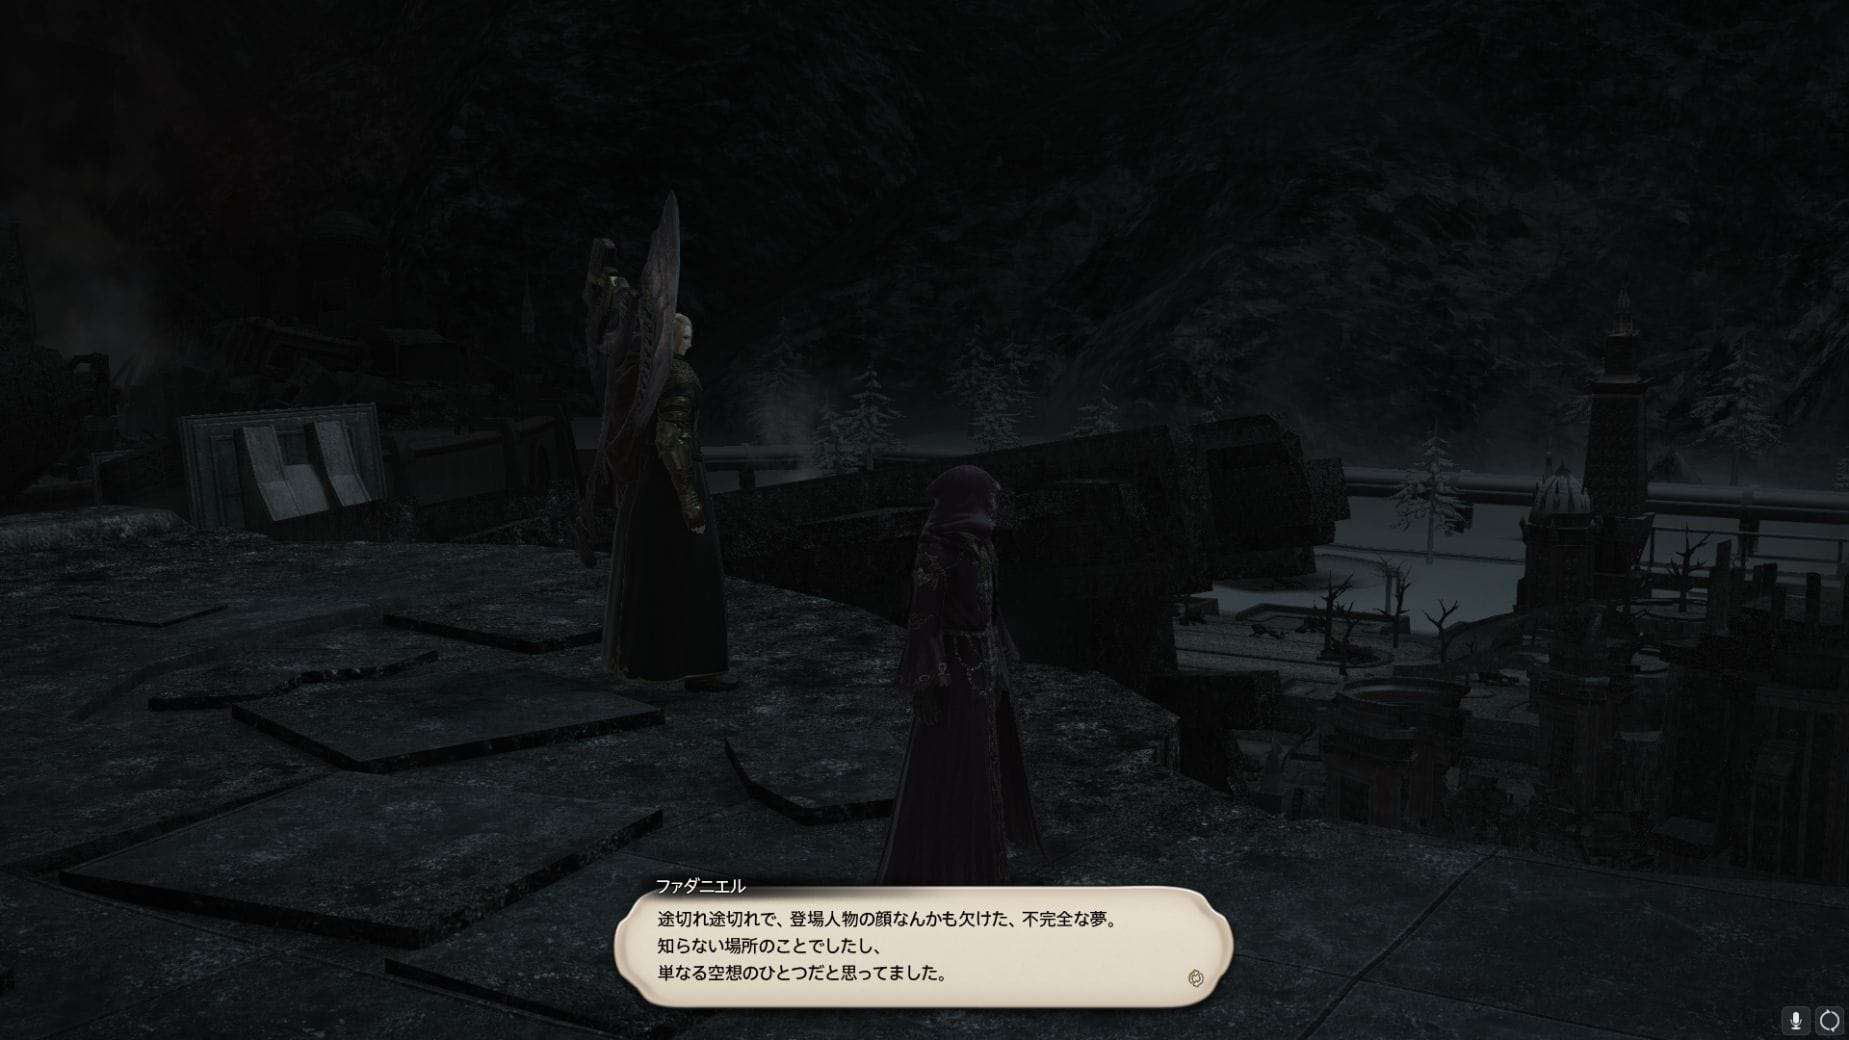 ファダニエル
途切れ途切れで、登場人物の顔なんかも欠けた、不完全な夢。
知らない場所のことでしたし、
単なる空想のひとつだと思ってました。